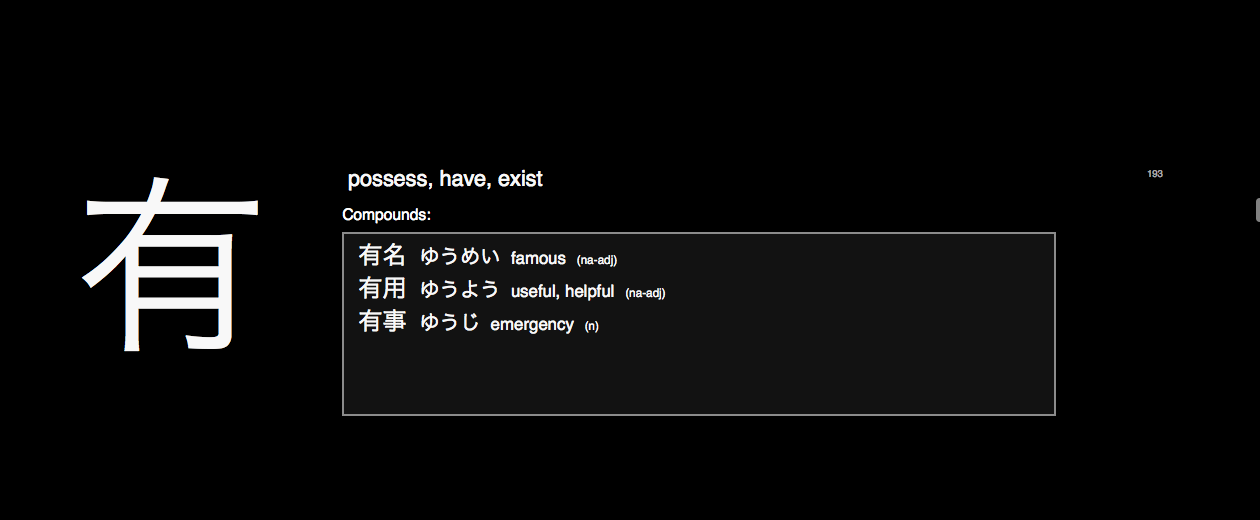 有
possess, have, exist
193
Compounds:
有名 ゆうめい famous (na-adj)
有用 ゆうよう useful, helpful (na-adj)
有事 ゆうじ emergency (n)